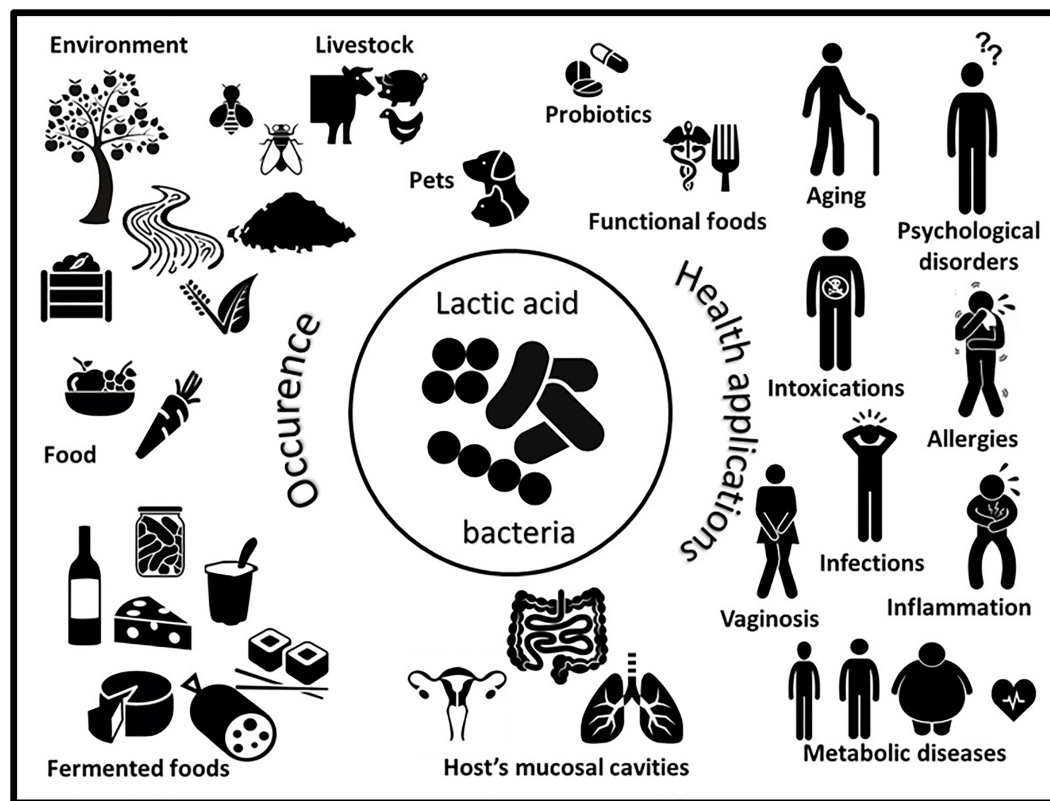 Environment
Livestock
Probiotics
??
Pets
Functional foods
Aging
Psychological
disorders
Lactic acid
bacteria
Occurence
Health applications
Intoxications
Allergies
Food
Infections
Vaginosis
Inflammation
Fermented foods
Host's mucosal cavities
Metabolic diseases